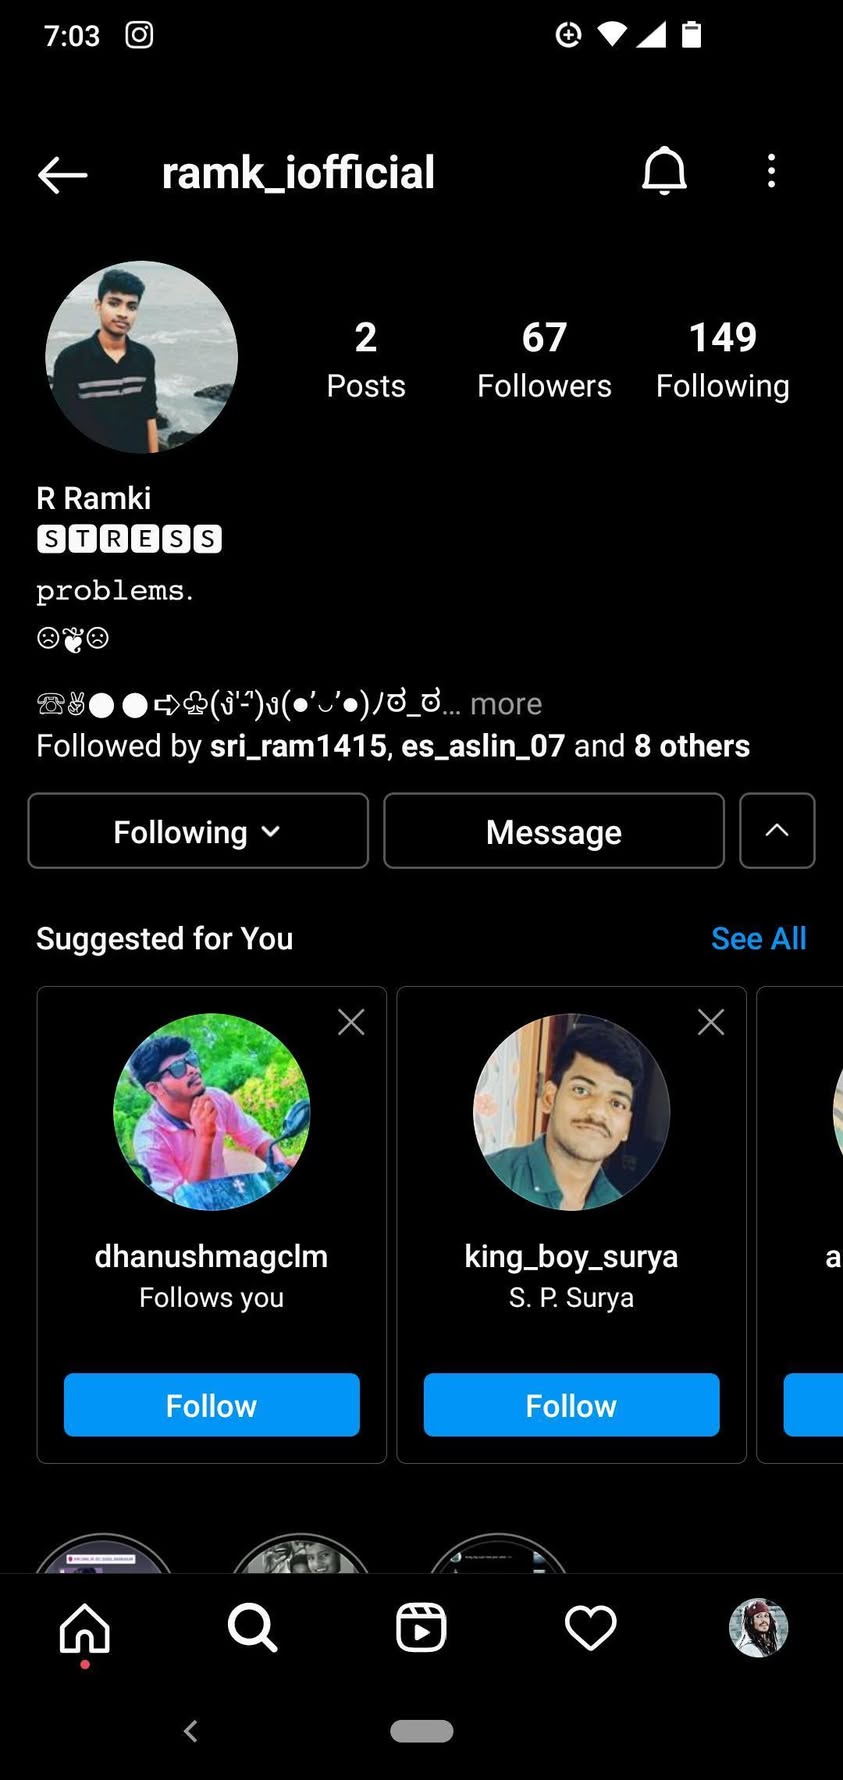 7:03
ramk_iofficial
2 67 149
Posts Followers Following
R Ramki
🆂🆃🆁🅴🆂🆂
𝚙𝚛𝚘𝚋𝚕𝚎𝚖𝚜.
☹❦☹
☏✌● ●➪♧(ง'̀-'́)ง(●’◡’●)ﾉಠ_ಠ... more
Followed by sri_ram1415, es_aslin_07 and 8 others
Following Message
Suggested for You See All
dhanushmagclm king_boy_surya a
Follows you S. P. Surya
Follow Follow